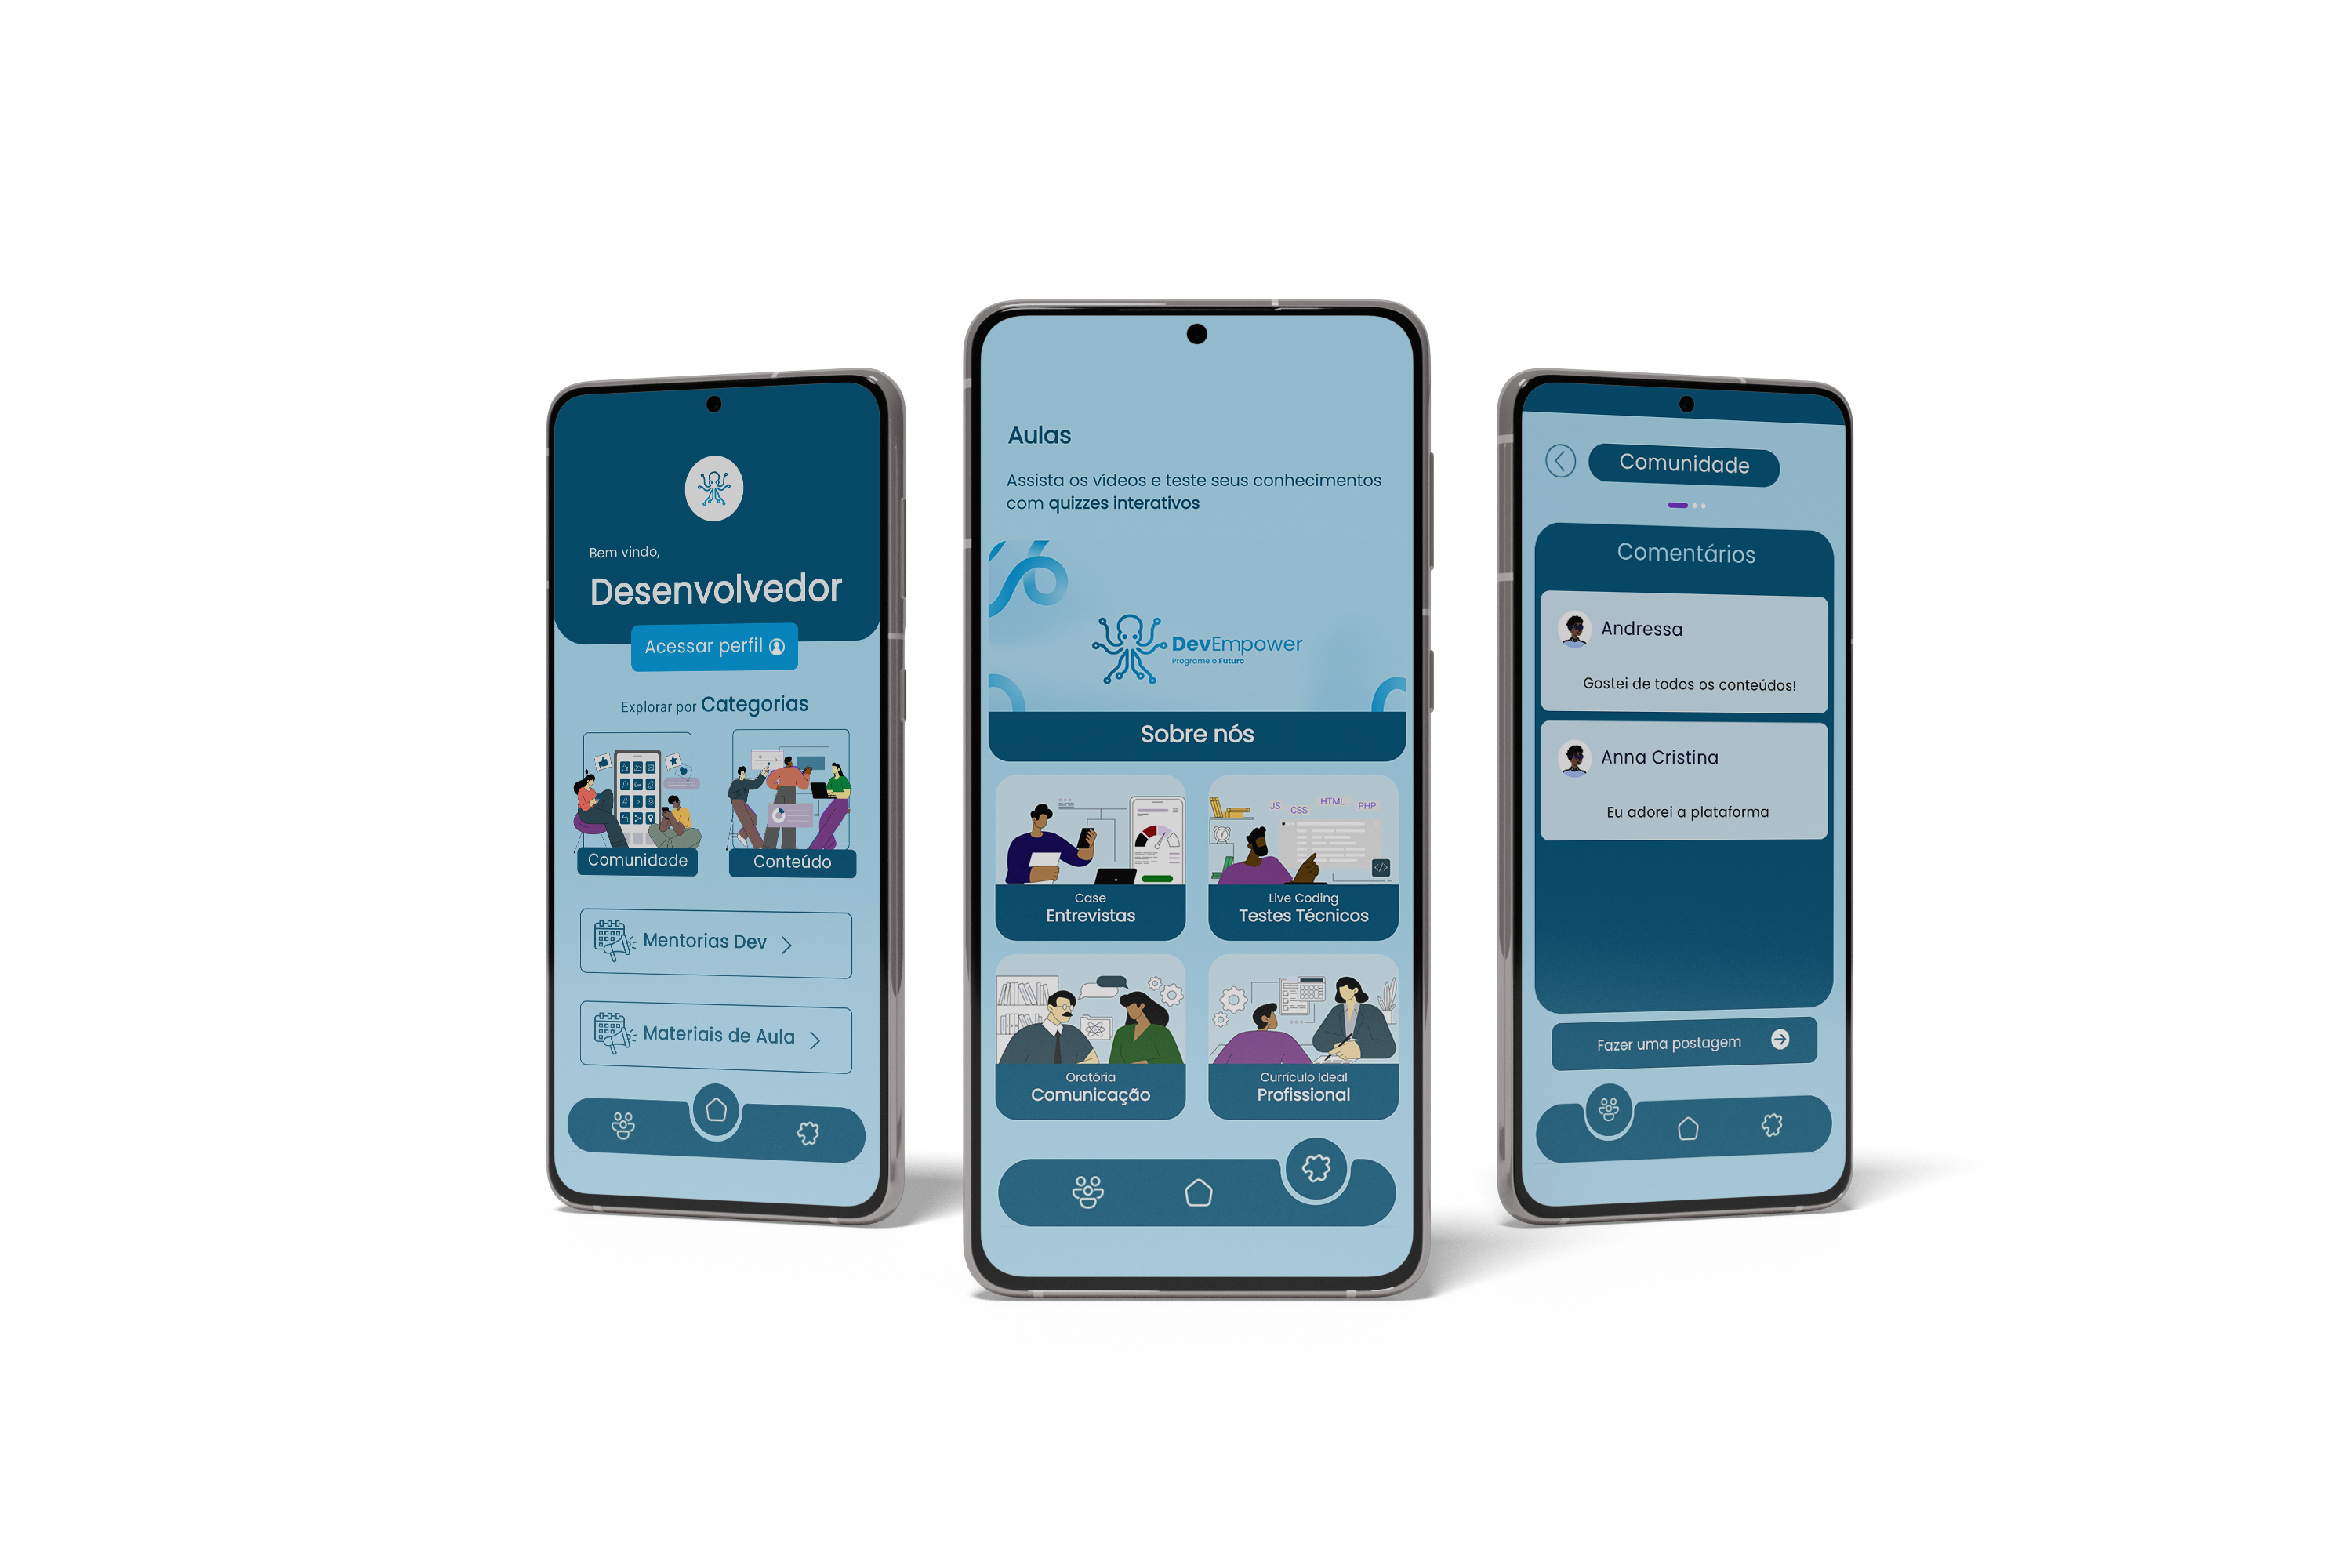 Bem vindo,
Desenvolvedor
Acessar perfil
Explorar por Categorias
Comunidade
Conteúdo
Mentorias Dev
Materiais de Aula
Aulas
Assista os vídeos e teste seus conhecimentos
com quizzes interativos
DevEmpower
Programe o Futuro
Sobre nós
JS
CSS
HTML
PHP
</>
Case
Entrevistas
Live Coding
Testes Técnicos
Oratória
Comunicação
Currículo Ideal
Profissional
Comunidade
Comentários
Andressa
Gostei de todos os conteúdos!
Anna Cristina
Eu adorei a plataforma
Fazer uma postagem